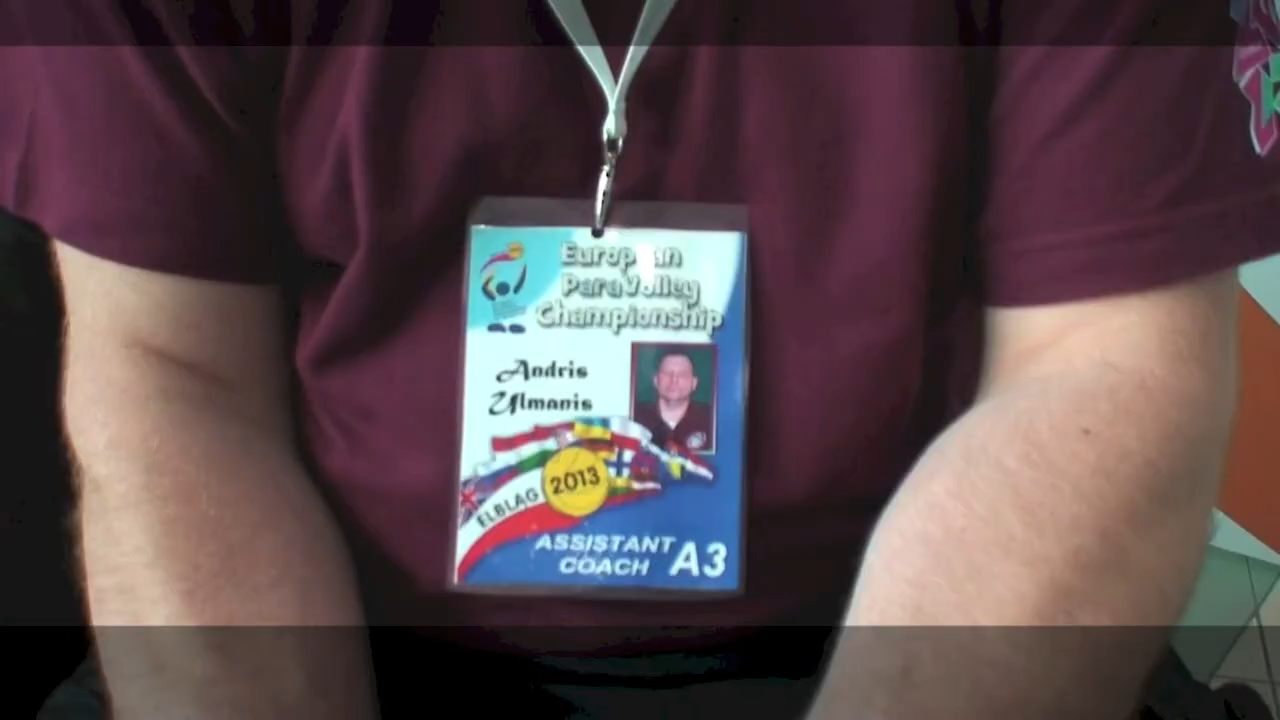 European
ParaVolley
Championship
Andris
Ulmanis
2013
ELBLAG
ASSISTANT
COACH
A3